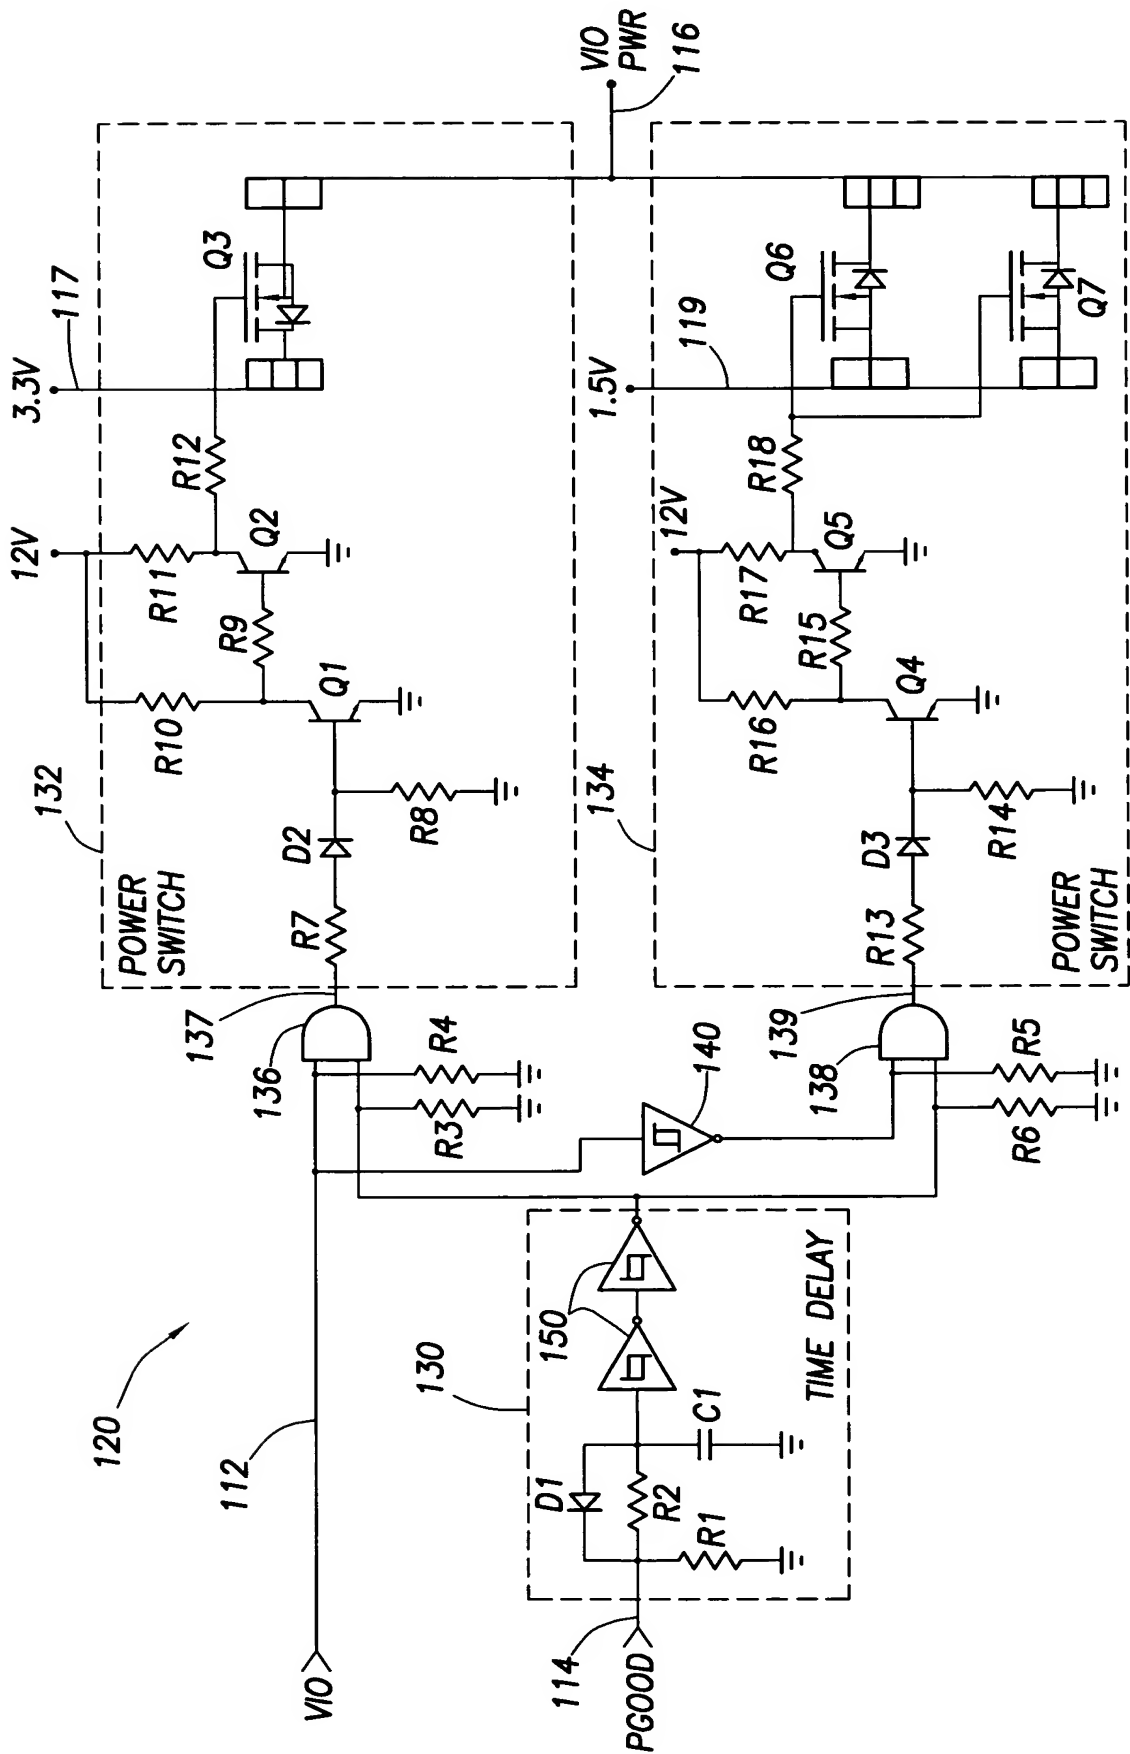 120
VIO
112
114
PGOOD
130
D1
R2
R1
C1
150
TIME DELAY
136
137
R3
R4
140
138
139
R6
R5
132
POWER
SWITCH
R7
D2
R8
Q1
R10
R9
12V
R11
Q2
R12
3.3V
117
Q3
134
POWER
SWITCH
R13
D3
R14
Q4
R16
R15
12V
R17
Q5
R18
1.5V
119
Q6
Q7
VIO
PWR
116